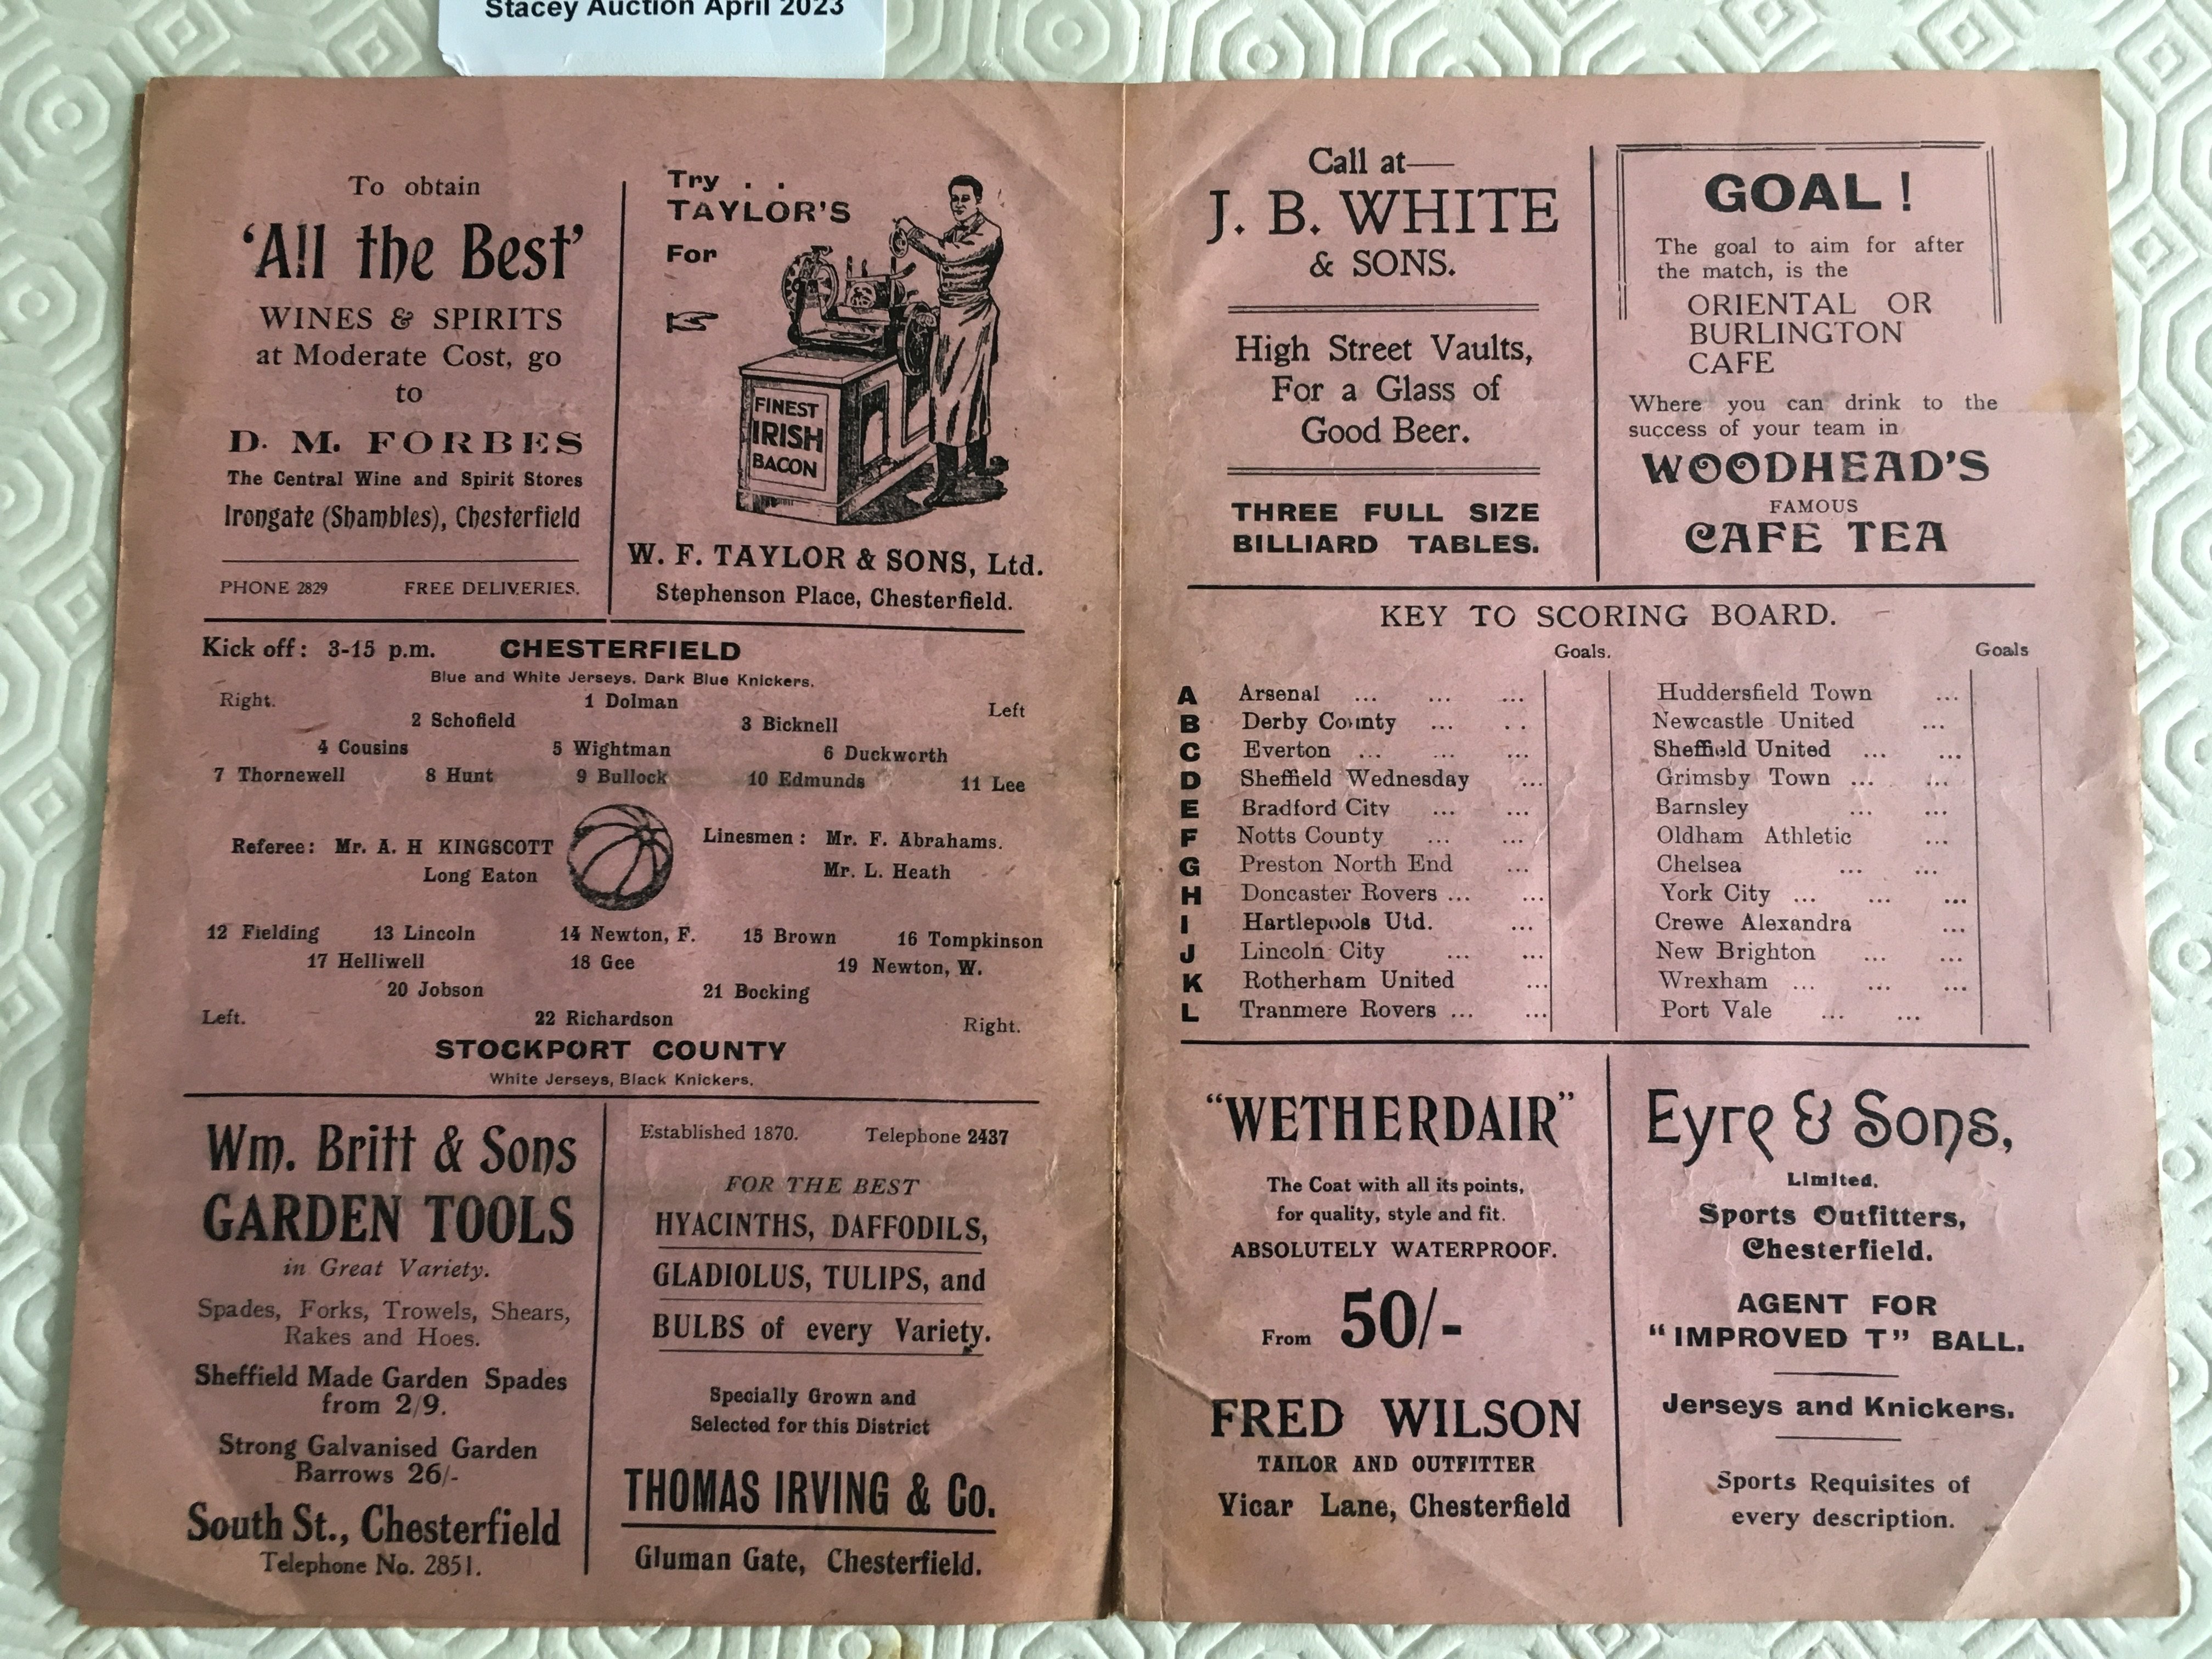 Stacey Auction April 2023
To obtain
‘All the Best’
WINES & SPIRITS
at Moderate Cost, go
to
D. M. FORBES
The Central Wine and Spirit Stores
Irongate (Shambles), Chesterfield
PHONE 2829 FREE DELIVERIES.
Try . .
TAYLOR'S
For
FINEST
IRISH
BACON
W. F. TAYLOR & SONS, Ltd.
Stephenson Place, Chesterfield.
Kick off: 3-15 p.m. CHESTERFIELD
Blue and White Jerseys. Dark Blue Knickers.
Right. 1 Dolman Left
2 Schofield 3 Bicknell
4 Cousins 5 Wightman 6 Duckworth
7 Thornewell 8 Hunt 9 Bullock 10 Edmunds 11 Lee
Referee: Mr. A. H KINGSCOTT
Long Eaton
Linesmen: Mr. F. Abrahams.
Mr. L. Heath
12 Fielding 13 Lincoln 14 Newton, F. 15 Brown 16 Tompkinson
17 Helliwell 18 Gee 19 Newton, W.
20 Jobson 21 Bocking
Left. 22 Richardson Right.
STOCKPORT COUNTY
White Jerseys, Black Knickers.
Wm. Britt & Sons
GARDEN TOOLS
in Great Variety.
Spades, Forks, Trowels, Shears,
Rakes and Hoes.
Sheffield Made Garden Spades
from 2/9.
Strong Galvanised Garden
Barrows 26/-
South St., Chesterfield
Telephone No. 2851.
Established 1870. Telephone 2437
FOR THE BEST
HYACINTHS, DAFFODILS,
GLADIOLUS, TULIPS, and
BULBS of every Variety.
Specially Grown and
Selected for this District
THOMAS IRVING & Co.
Gluman Gate, Chesterfield.
Call at—
J. B. WHITE
& SONS.
High Street Vaults,
For a Glass of
Good Beer.
THREE FULL SIZE
BILLIARD TABLES.
GOAL !
The goal to aim for after
the match, is the
ORIENTAL OR
BURLINGTON
CAFE
Where you can drink to the
success of your team in
WOODHEAD'S
FAMOUS
CAFE TEA
KEY TO SCORING BOARD.
Goals. Goals
A Arsenal ... ... ... Huddersfield Town ...
B Derby County ... .. Newcastle United ...
C Everton ... ... ... Sheffield United ... ...
D Sheffield Wednesday ... Grimsby Town ... ...
E Bradford City ... ... Barnsley ... ...
F Notts County ... ... Oldham Athletic ...
G Preston North End ... Chelsea ... ...
H Doncaster Rovers ... ... York City ... ... ...
I Hartlepools Utd. ... Crewe Alexandra ...
J Lincoln City ... ... New Brighton ... ...
K Rotherham United ... Wrexham ... ... ...
L Tranmere Rovers ... ... Port Vale ... ...
“WETHERDAIR”
The Coat with all its points,
for quality, style and fit.
ABSOLUTELY WATERPROOF.
From 50/-
FRED WILSON
TAILOR AND OUTFITTER
Vicar Lane, Chesterfield
Eyre & Sons,
Limited.
Sports Outfitters,
Chesterfield.
AGENT FOR
“IMPROVED T” BALL.
Jerseys and Knickers.
Sports Requisites of
every description.